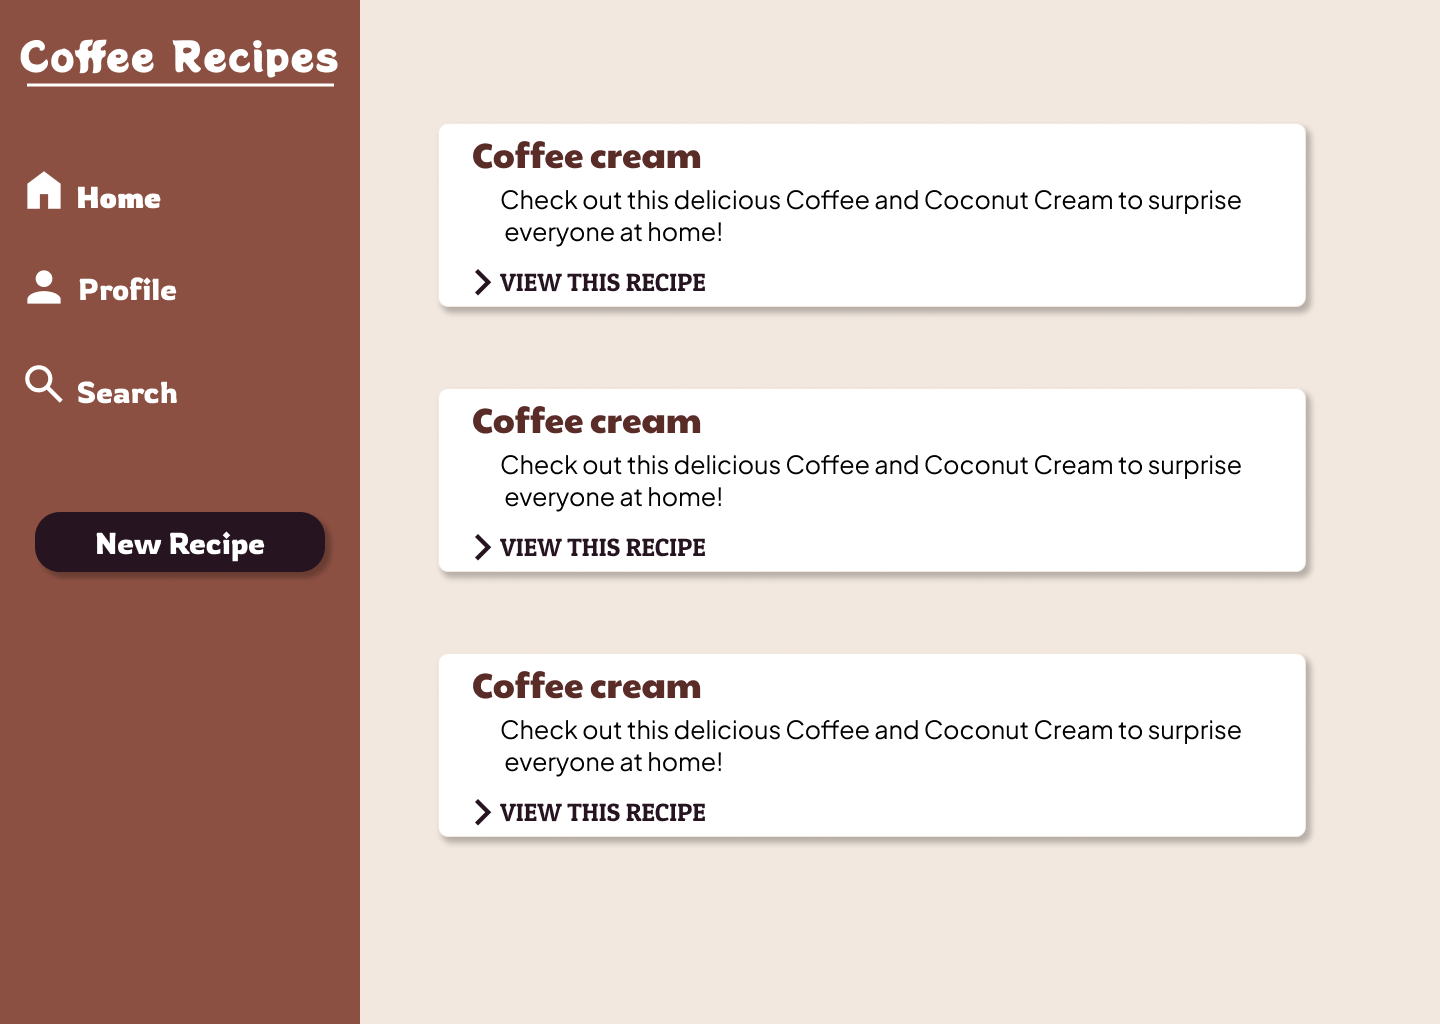 Coffee Recipes
Home
Profile
Search
New Recipe
Coffee cream
Check out this delicious Coffee and Coconut Cream to surprise
everyone at home!
VIEW THIS RECIPE
Coffee cream
Check out this delicious Coffee and Coconut Cream to surprise
everyone at home!
VIEW THIS RECIPE
Coffee cream
Check out this delicious Coffee and Coconut Cream to surprise
everyone at home!
VIEW THIS RECIPE